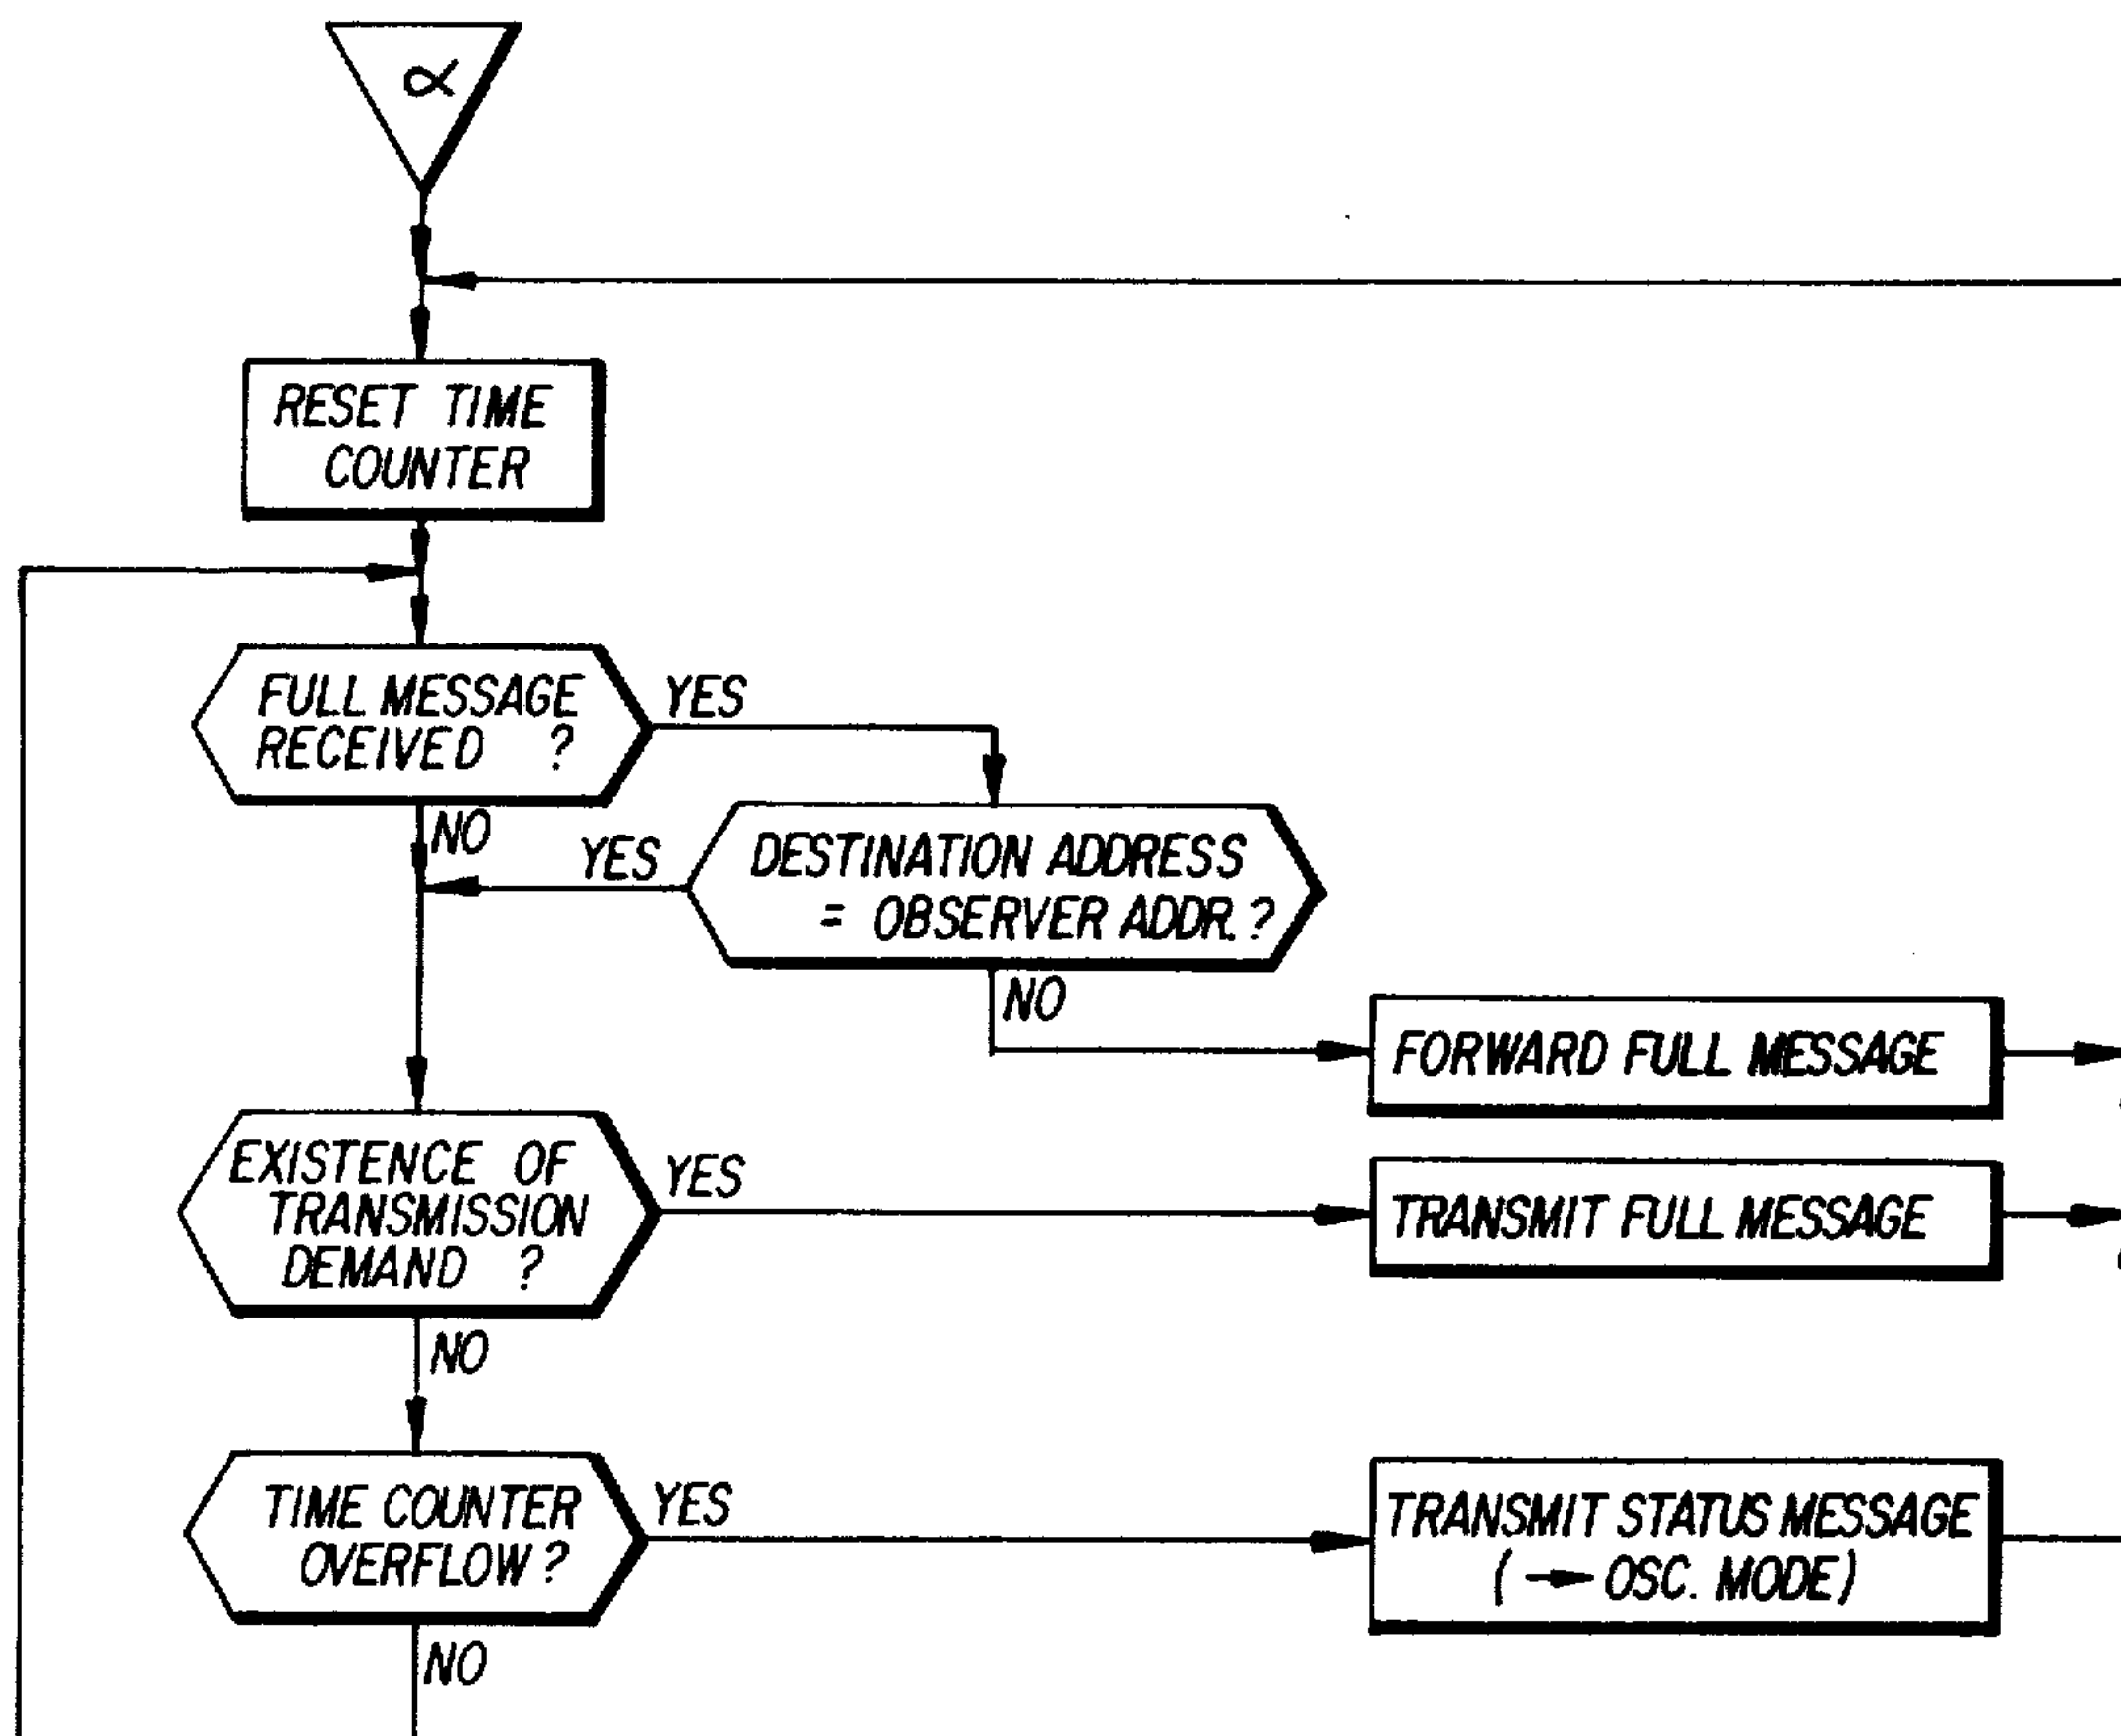 α
RESET TIME
COUNTER
FULL MESSAGE
RECEIVED ?
YES
NO
YES
DESTINATION ADDRESS
= OBSERVER ADDR. ?
NO
FORWARD FULL MESSAGE
EXISTENCE OF
TRANSMISSION
DEMAND ?
YES
TRANSMIT FULL MESSAGE
NO
TIME COUNTER
OVERFLOW ?
YES
TRANSMIT STATUS MESSAGE
( → OSC. MODE)
NO